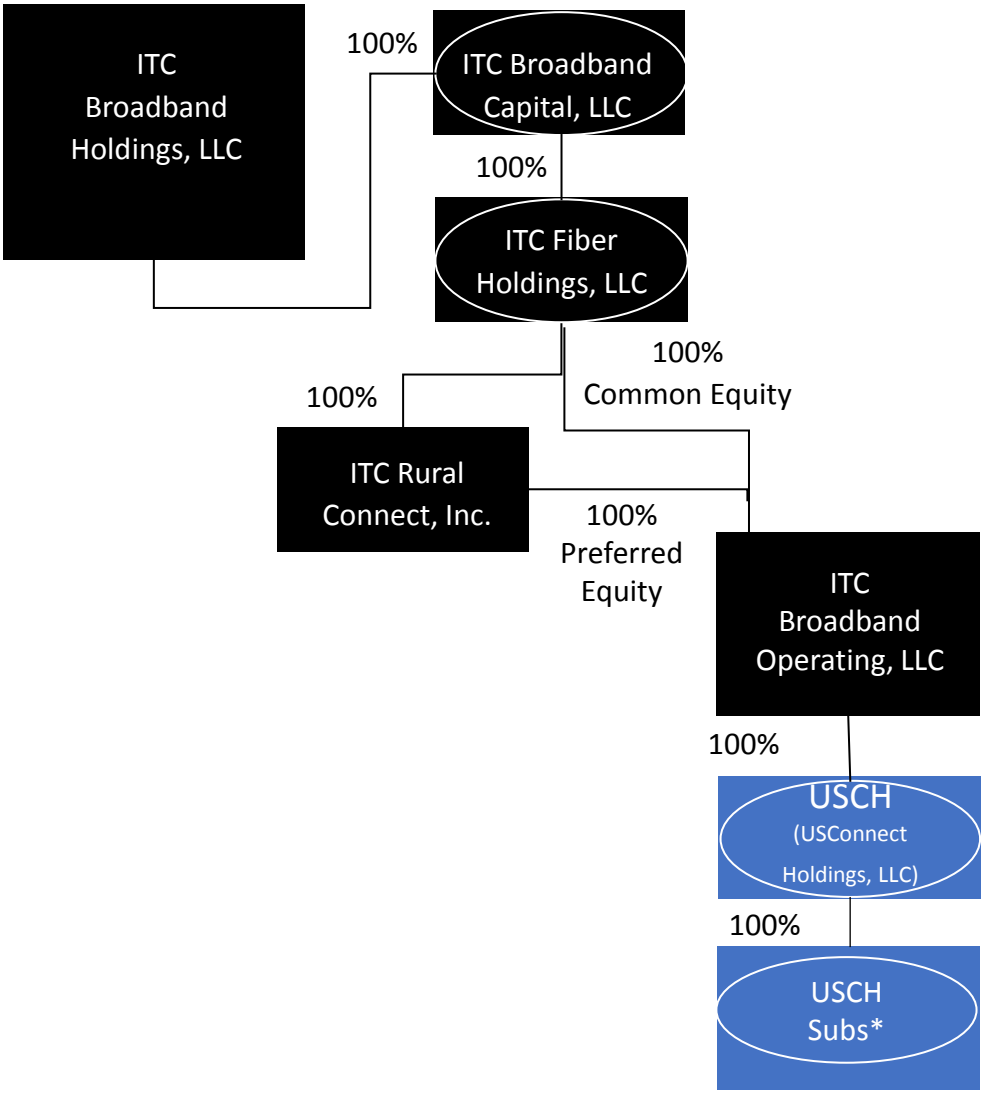 ITC
Broadband
Holdings, LLC
100%
ITC Broadband
Capital, LLC
100%
ITC Fiber
Holdings, LLC
100%
Common Equity
100%
ITC Rural
Connect, Inc.
100%
Preferred
Equity
ITC
Broadband
Operating, LLC
100%
USCH
(USConnect
Holdings, LLC)
100%
USCH
Subs*